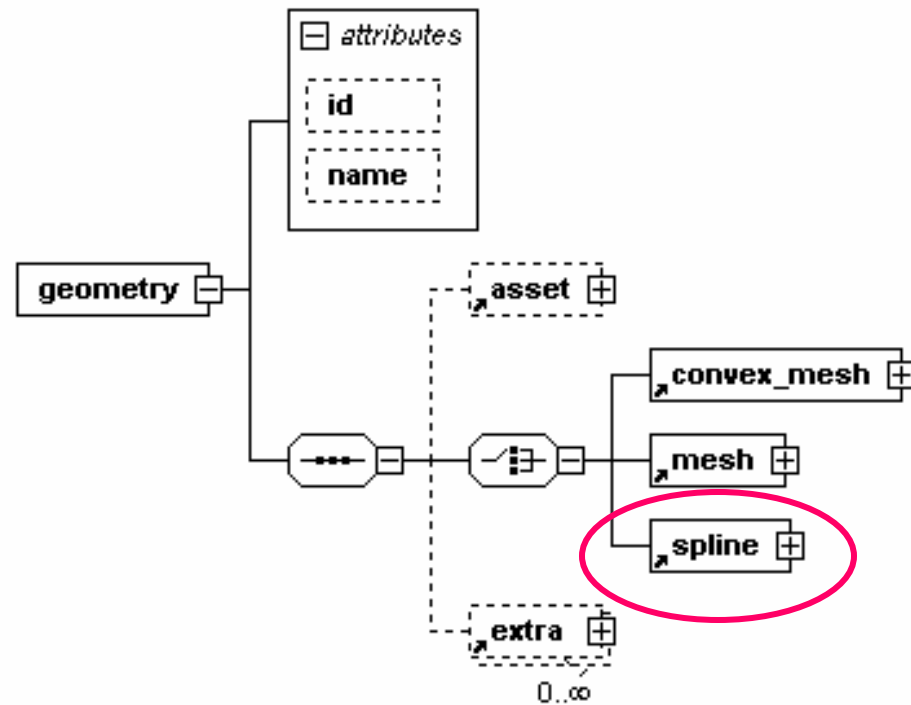 attributes
id
name
geometry
asset
convex_mesh
mesh
spline
extra
0..∞